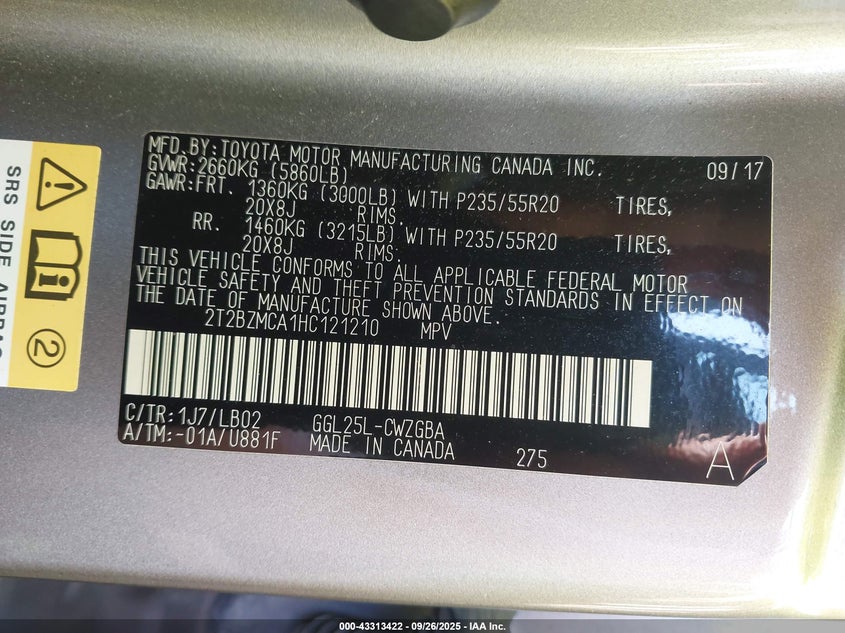 MFD. BY: TOYOTA MOTOR MANUFACTURING CANADA INC. 09/17
GVWR: 2660KG (5860LB)
GAWR: FRT. 1360KG (3000LB) WITH P235/55R20 TIRES,
20X8J RIMS.
RR. 1460KG (3215LB) WITH P235/55R20 TIRES,
20X8J RIMS.
THIS VEHICLE CONFORMS TO ALL APPLICABLE FEDERAL MOTOR
VEHICLE SAFETY AND THEFT PREVENTION STANDARDS IN EFFECT ON
THE DATE OF MANUFACTURE SHOWN ABOVE.
2T2BZMCA1HC121210 MPV
C/TR: 1J7/LB02 GGL25L-CWZGBA
A/TM: -01A/U881F MADE IN CANADA 275
A
SRS SIDE AIRBAG
2
000-43313422 - 09/26/2025 - IAA Inc.